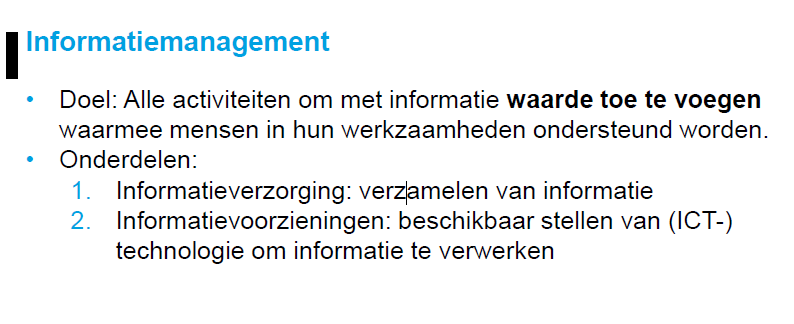 Informatiemanagement
• Doel: Alle activiteiten om met informatie waarde toe te voegen
waarmee mensen in hun werkzaamheden ondersteund worden.
• Onderdelen:
1. Informatieverzorging: verzamelen van informatie
2. Informatievoorzieningen: beschikbaar stellen van (ICT-)
technologie om informatie te verwerken